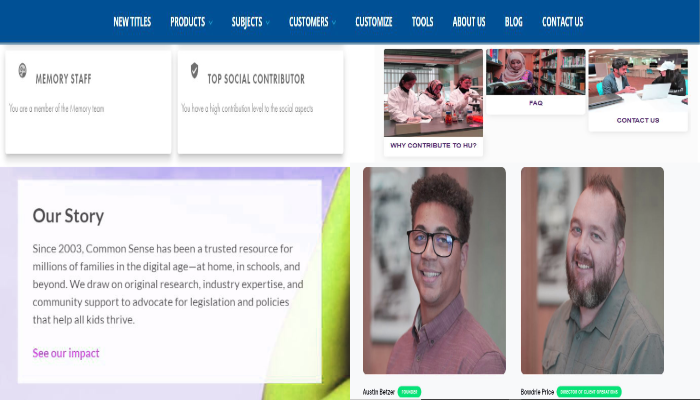 NEW TITLES PRODUCTS SUBJECTS CUSTOMERS CUSTOMIZE TOOLS ABOUT US BLOG CONTACT US
MEMORY STAFF
You are a member of the Memory team
TOP SOCIAL CONTRIBUTOR
You have a high contribution level to the social aspects
WHY CONTRIBUTE TO HU?
FAQ
CONTACT US
Our Story
Since 2003, Common Sense has been a trusted resource for
millions of families in the digital age—at home, in schools, and
beyond. We draw on original research, industry expertise, and
community support to advocate for legislation and policies
that help all kids thrive.
See our impact
Austin Betzer FOUNDER
Bowdrie Price DIRECTOR OF CLIENT OPERATIONS